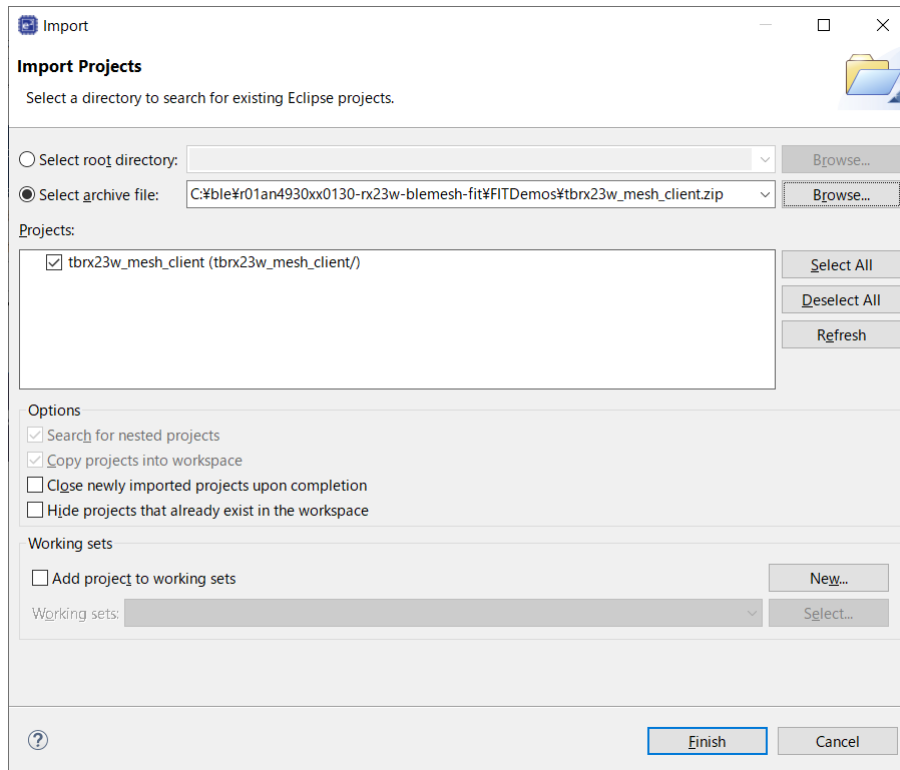 Import
Import Projects
Select a directory to search for existing Eclipse projects.
Select root directory:
Browse...
Select archive file: C:¥ble¥r01an4930xx0130-rx23w-blemesh-fit¥FITDemos¥tbrx23w_mesh_client.zip Browse...
Projects:
tbrx23w_mesh_client (tbrx23w_mesh_client/)
Select All
Deselect All
Refresh
Options
Search for nested projects
Copy projects into workspace
Close newly imported projects upon completion
Hide projects that already exist in the workspace
Working sets
Add project to working sets
New...
Working sets:
Select...
?
Finish
Cancel